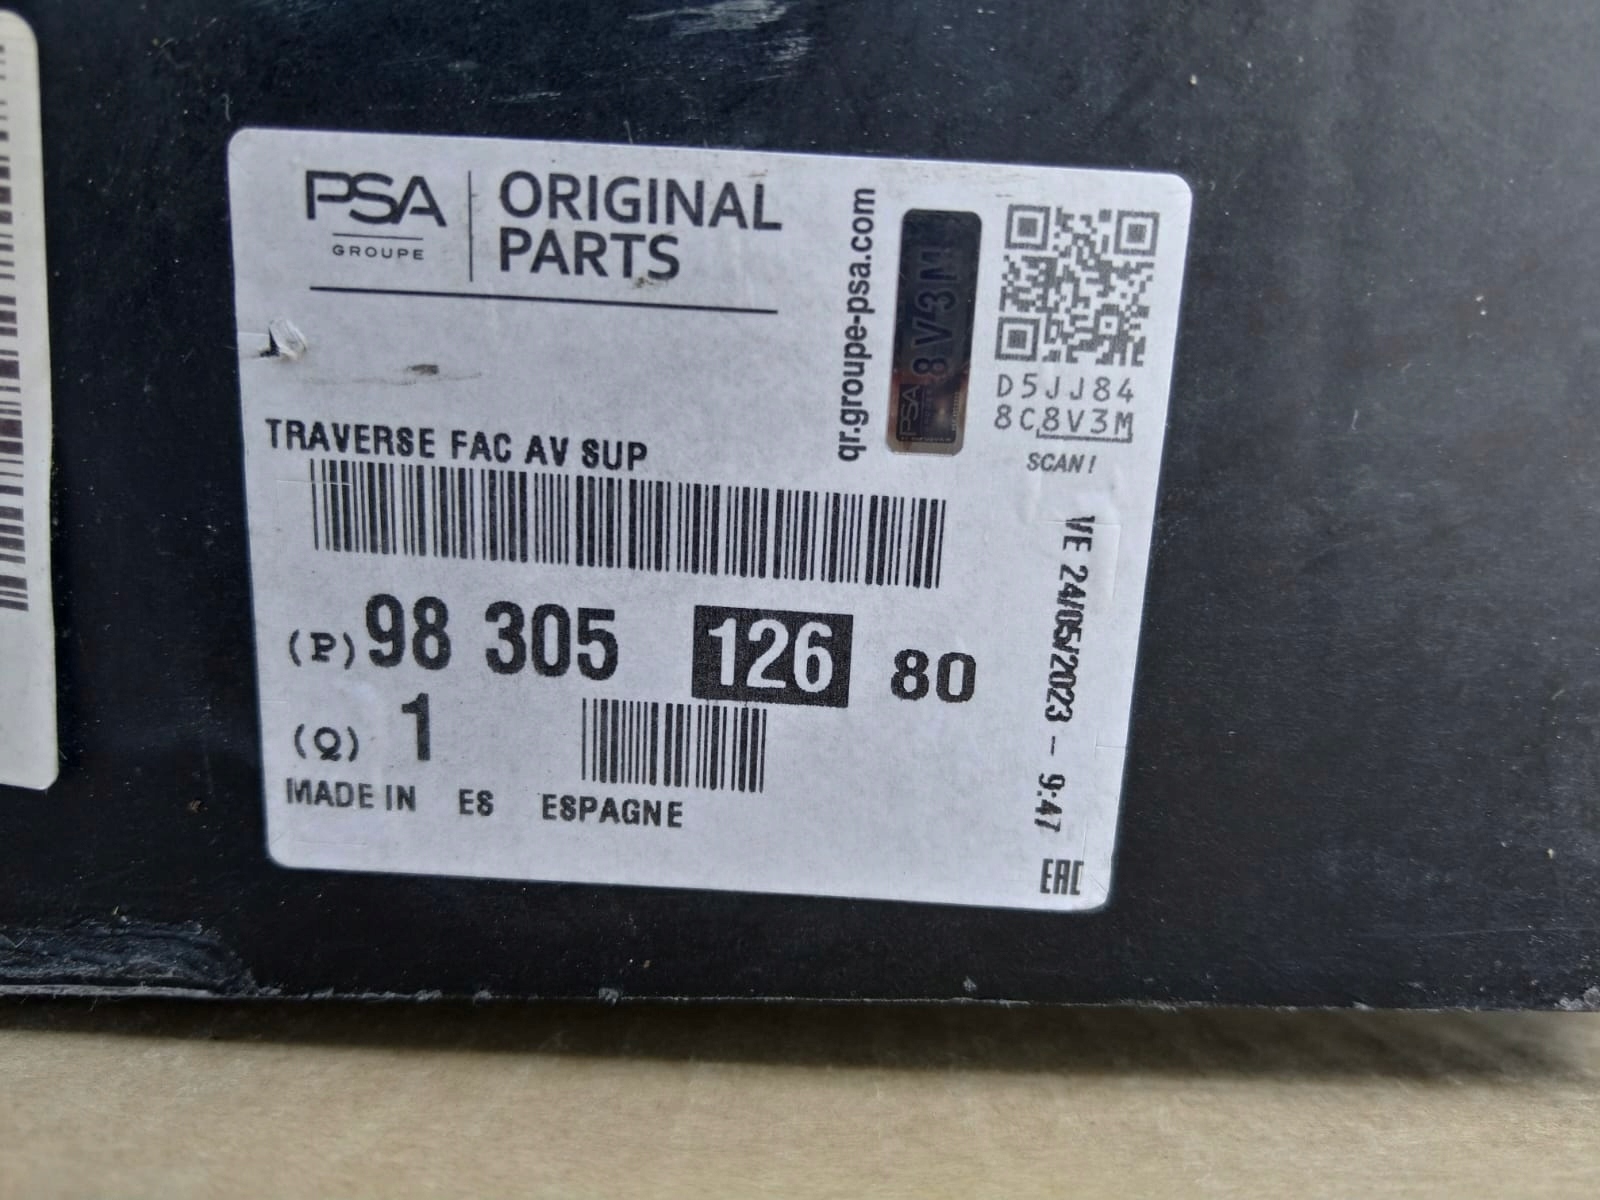 PSA
GROUPE
ORIGINAL
PARTS
qr.groupe-psa.com
8V3M
PSA
D5JJ84
8C8V3M
SCAN!
TRAVERSE FAC AV SUP
(P) 98 305 126 80
(Q) 1
MADE IN ES ESPAGNE
VE 24/05/2023 - 9:47
EAC